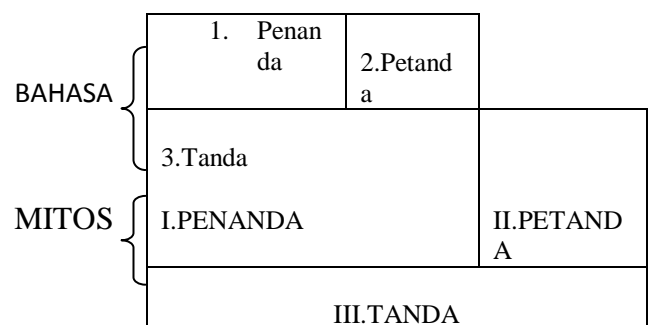 1. Penan
da
2.Petand
a
BAHASA
3.Tanda
MITOS
I.PENANDA
II.PETAND
A
III.TANDA